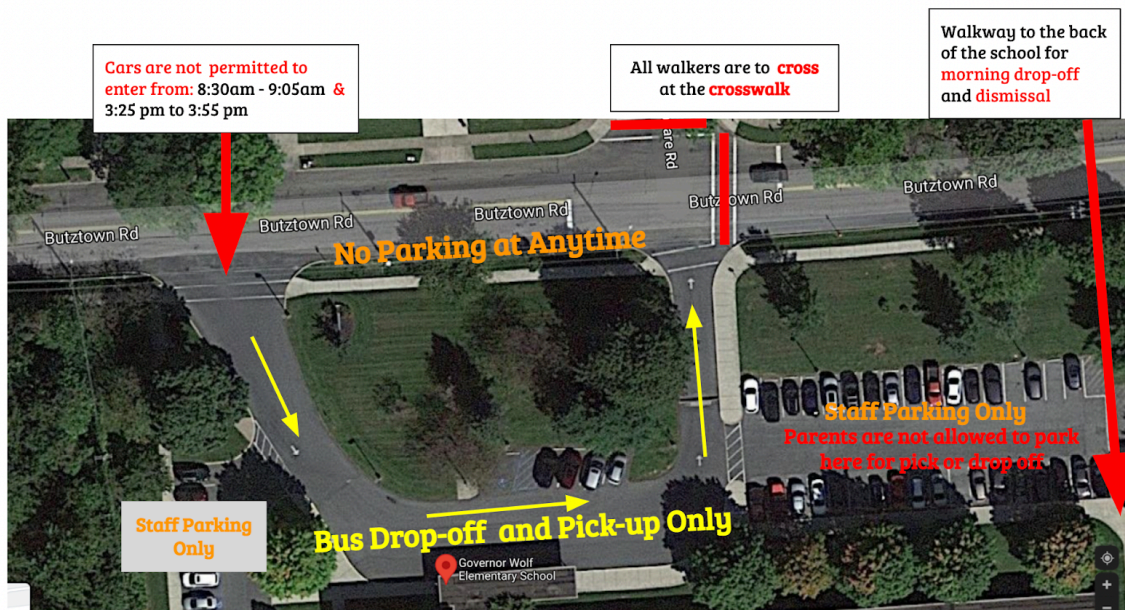 Cars are not permitted to
enter from: 8:30am - 9:05am &
3:25 pm to 3:55 pm
All walkers are to cross
at the crosswalk
Walkway to the back
of the school for
morning drop-off
and dismissal
are Rd
Butztown Rd
Butztown Rd
Butztown Rd
Butztown Rd
Butztown Rd
No Parking at Anytime
Staff Parking Only
Parents are not allowed to park
here for pick or drop off
Staff Parking
Only
Bus Drop-off and Pick-up Only
Governor Wolf
Elementary School